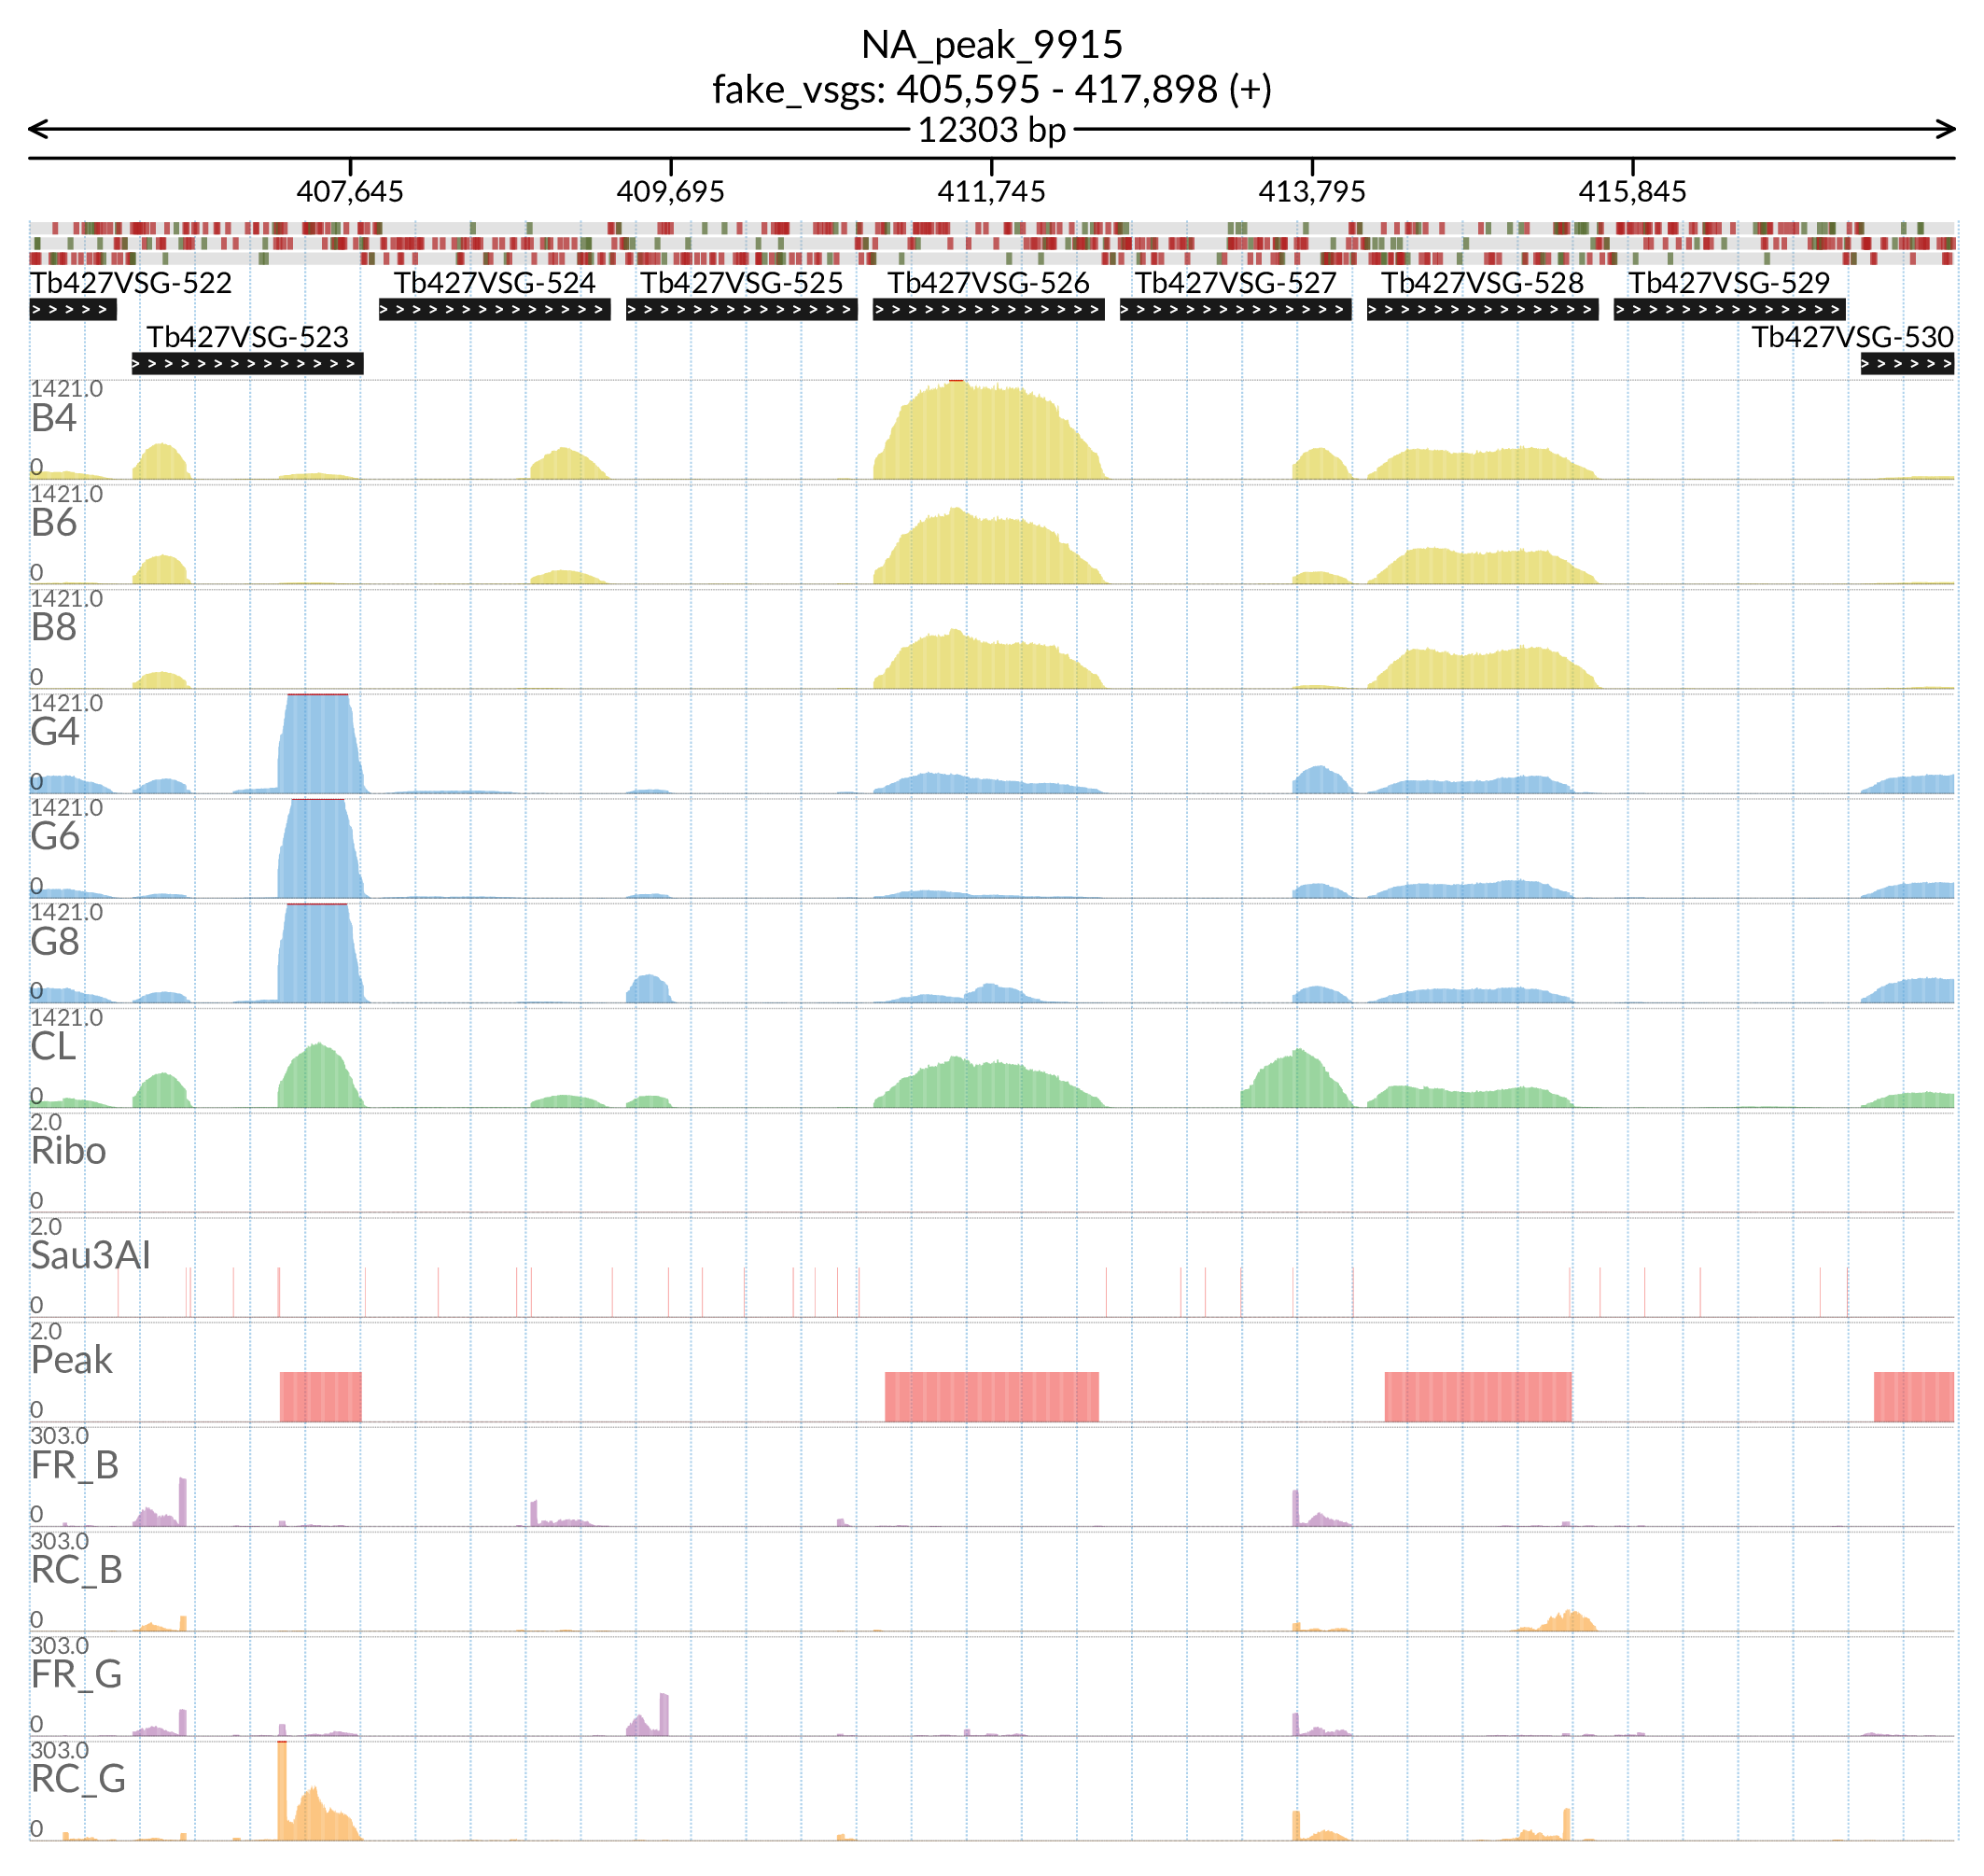 NA_peak_9915
fake_vsgs: 405,595 - 417,898 (+)
12303 bp
407,645 409,695 411,745 413,795 415,845
Tb427VSG-522 Tb427VSG-524 Tb427VSG-525 Tb427VSG-526 Tb427VSG-527 Tb427VSG-528 Tb427VSG-529
Tb427VSG-523 Tb427VSG-530
1421.0
B4
0
1421.0
B6
0
1421.0
B8
0
1421.0
G4
0
1421.0
G6
0
1421.0
G8
0
1421.0
CL
0
2.0
Ribo
0
2.0
Sau3AI
0
2.0
Peak
0
303.0
FR_B
0
303.0
RC_B
0
303.0
FR_G
0
303.0
RC_G
0